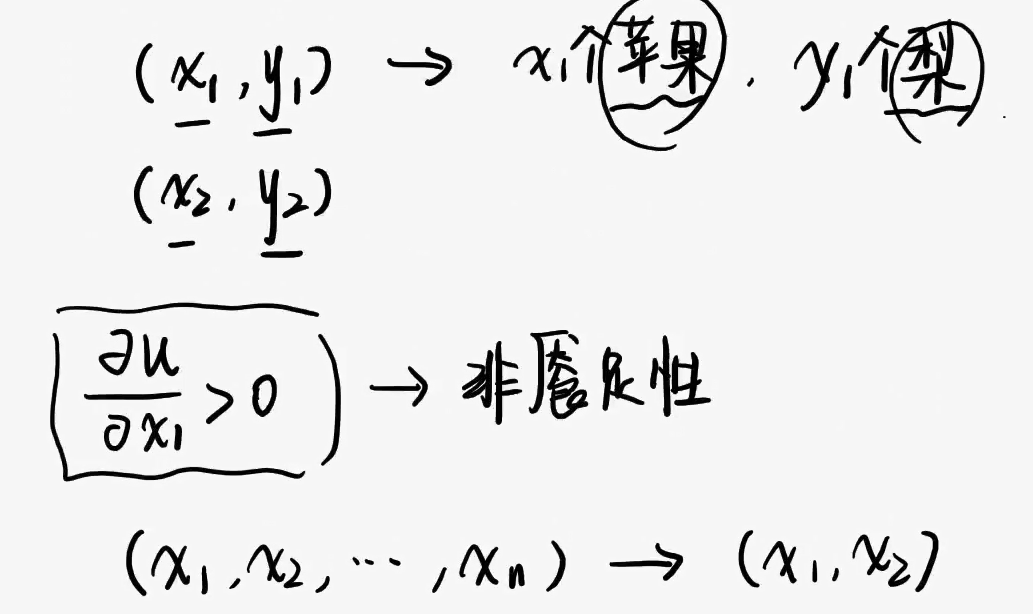 (x₁, y₁) → x₁个苹果. y₁个梨
(x₂, y₂)
∂u/∂x₁ > 0 → 非餍足性
(x₁, x₂, ⋯, xₙ) → (x₁, x₂)